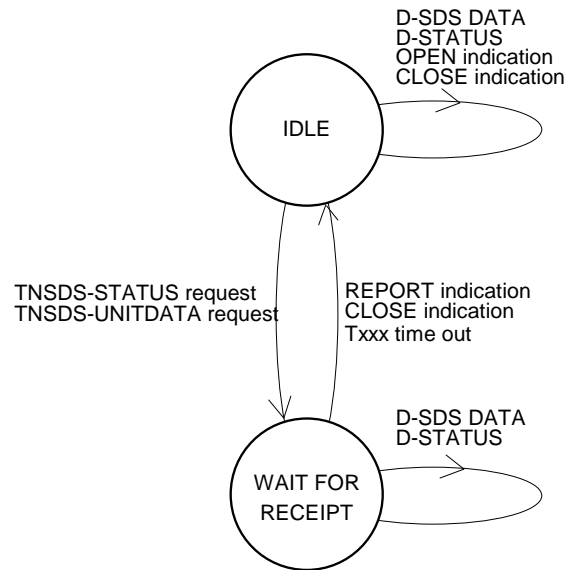 D-SDS DATA
D-STATUS
OPEN indication
CLOSE indication
IDLE
TNSDS-STATUS request
TNSDS-UNITDATA request
REPORT indication
CLOSE indication
Txxx time out
D-SDS DATA
D-STATUS
WAIT FOR
RECEIPT